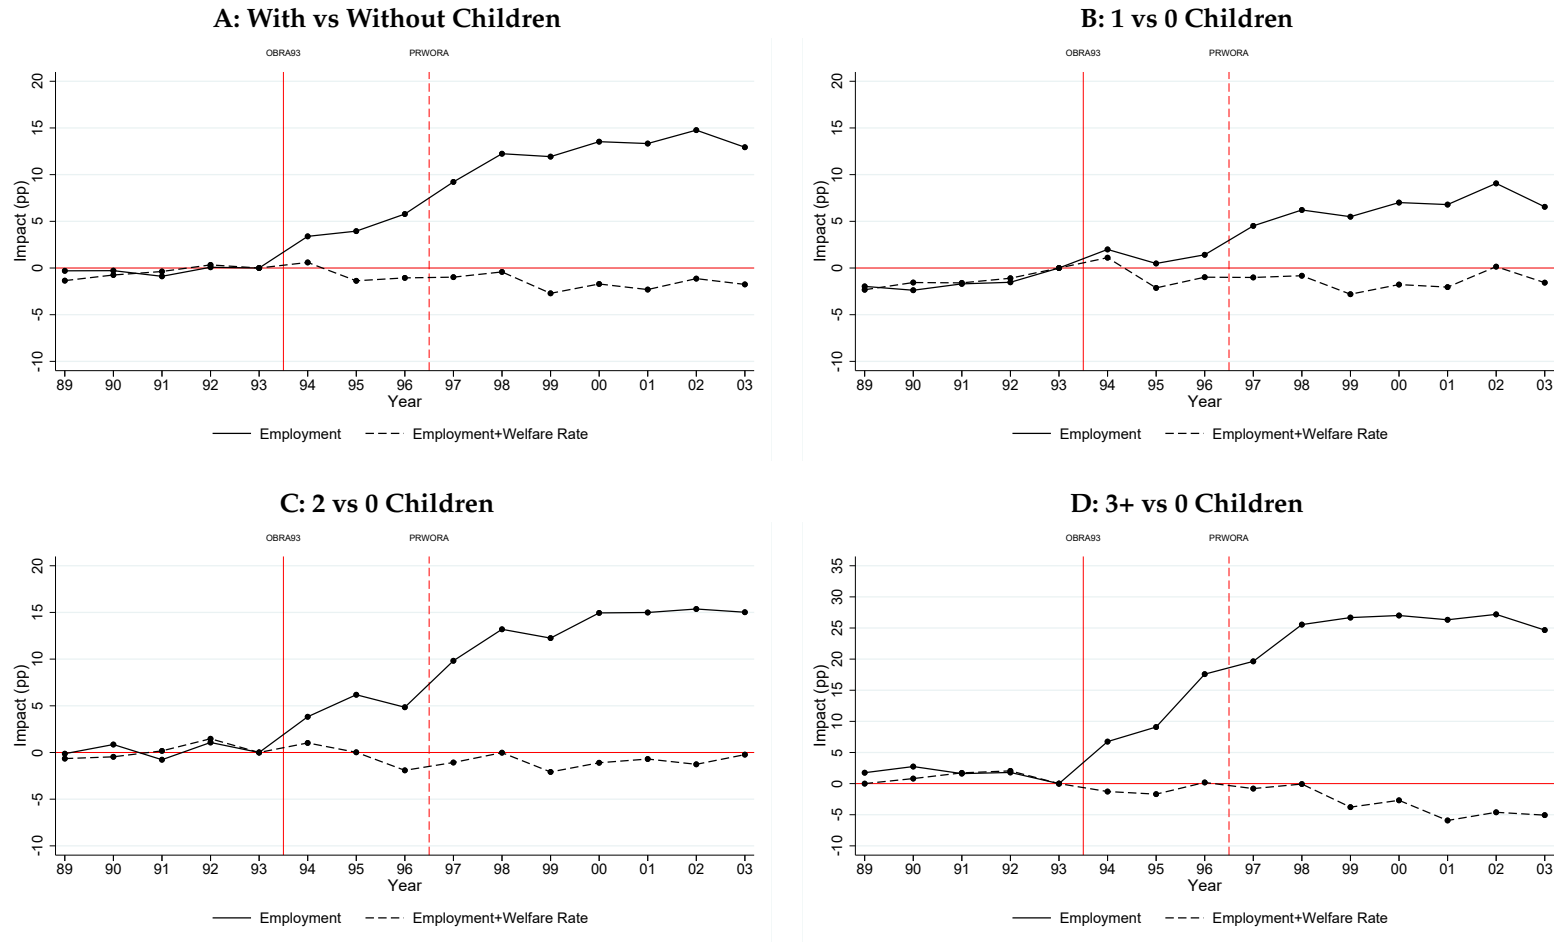 A: With vs Without Children
OBRA93 PRWORA
20
15
10
5
0
-5
-10
Impact (pp)
89 90 91 92 93 94 95 96 97 98 99 00 01 02 03
Year
Employment Employment+Welfare Rate
B: 1 vs 0 Children
OBRA93 PRWORA
20
15
10
5
0
-5
-10
Impact (pp)
89 90 91 92 93 94 95 96 97 98 99 00 01 02 03
Year
Employment Employment+Welfare Rate
C: 2 vs 0 Children
OBRA93 PRWORA
20
15
10
5
0
-5
-10
Impact (pp)
89 90 91 92 93 94 95 96 97 98 99 00 01 02 03
Year
Employment Employment+Welfare Rate
D: 3+ vs 0 Children
OBRA93 PRWORA
35
30
25
20
15
10
5
0
-5
-10
Impact (pp)
89 90 91 92 93 94 95 96 97 98 99 00 01 02 03
Year
Employment Employment+Welfare Rate